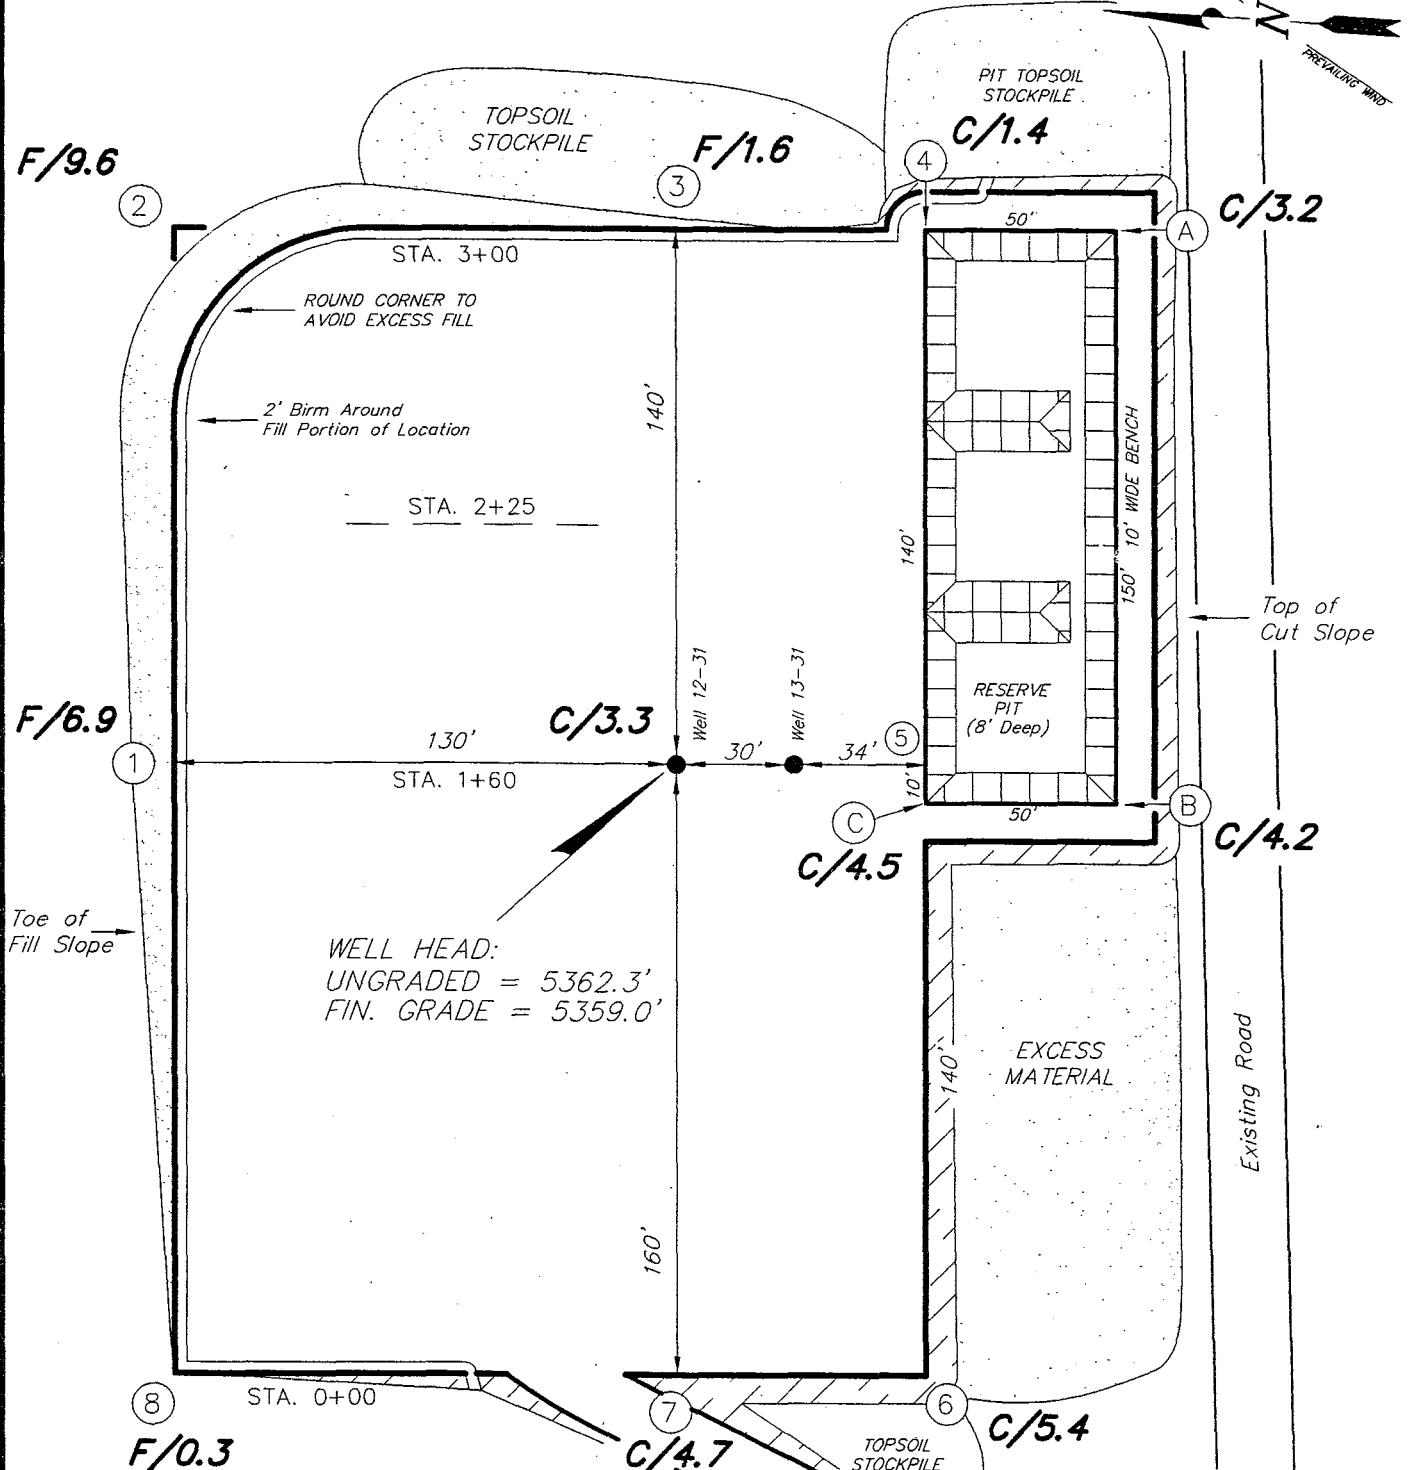 N
PREVAILING WIND
PIT TOPSOIL
STOCKPILE
TOPSOIL
STOCKPILE
C/1.4
F/1.6
F/9.6
4
3
2
C/3.2
A
50'
STA. 3+00
ROUND CORNER TO
AVOID EXCESS FILL
2' Birm Around
Fill Portion of Location
140'
STA. 2+25
140'
150' 10' WIDE BENCH
Top of
Cut Slope
Well 12-31
Well 13-31
RESERVE
PIT
(8' Deep)
F/6.9
C/3.3
1
130'
30'
34'
5
STA. 1+60
10'
50'
C
B
C/4.5
C/4.2
Toe of
Fill Slope
WELL HEAD:
UNGRADED = 5362.3'
FIN. GRADE = 5359.0'
EXCESS
MATERIAL
140'
Existing Road
160'
8
STA. 0+00
7
6
F/0.3
C/4.7
C/5.4
TOPSOIL
STOCKPILE